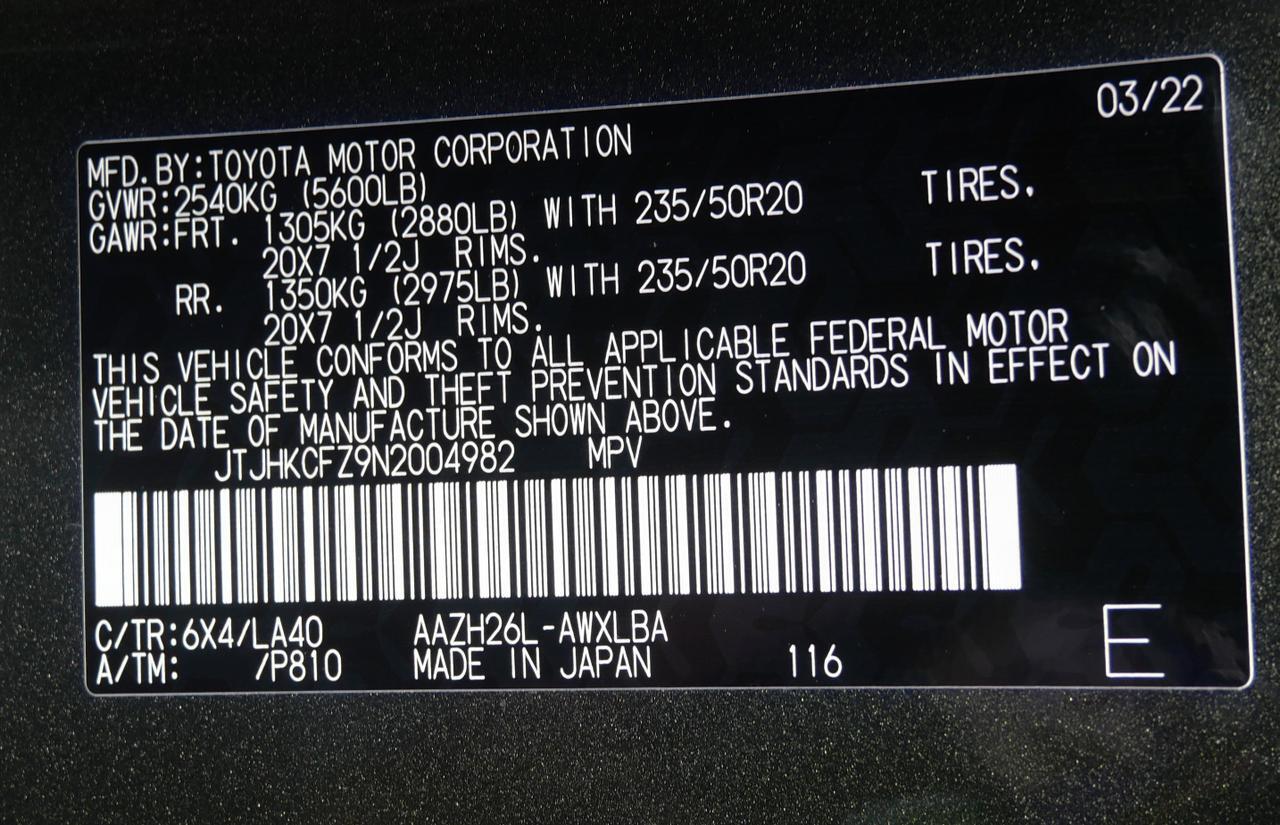 03/22
MFD.BY:TOYOTA MOTOR CORPORATION
GVWR:2540KG (5600LB)
GAWR:FRT. 1305KG (2880LB) WITH 235/50R20 TIRES.
20X7 1/2J RIMS.
RR. 1350KG (2975LB) WITH 235/50R20 TIRES.
20X7 1/2J RIMS.
THIS VEHICLE CONFORMS TO ALL APPLICABLE FEDERAL MOTOR
VEHICLE SAFETY AND THEFT PREVENTION STANDARDS IN EFFECT ON
THE DATE OF MANUFACTURE SHOWN ABOVE.
JTJHKCFZ9N2004982 MPV
C/TR:6X4/LA40 AAZH26L-AWXLBA
A/TM: /P810 MADE IN JAPAN 116 E